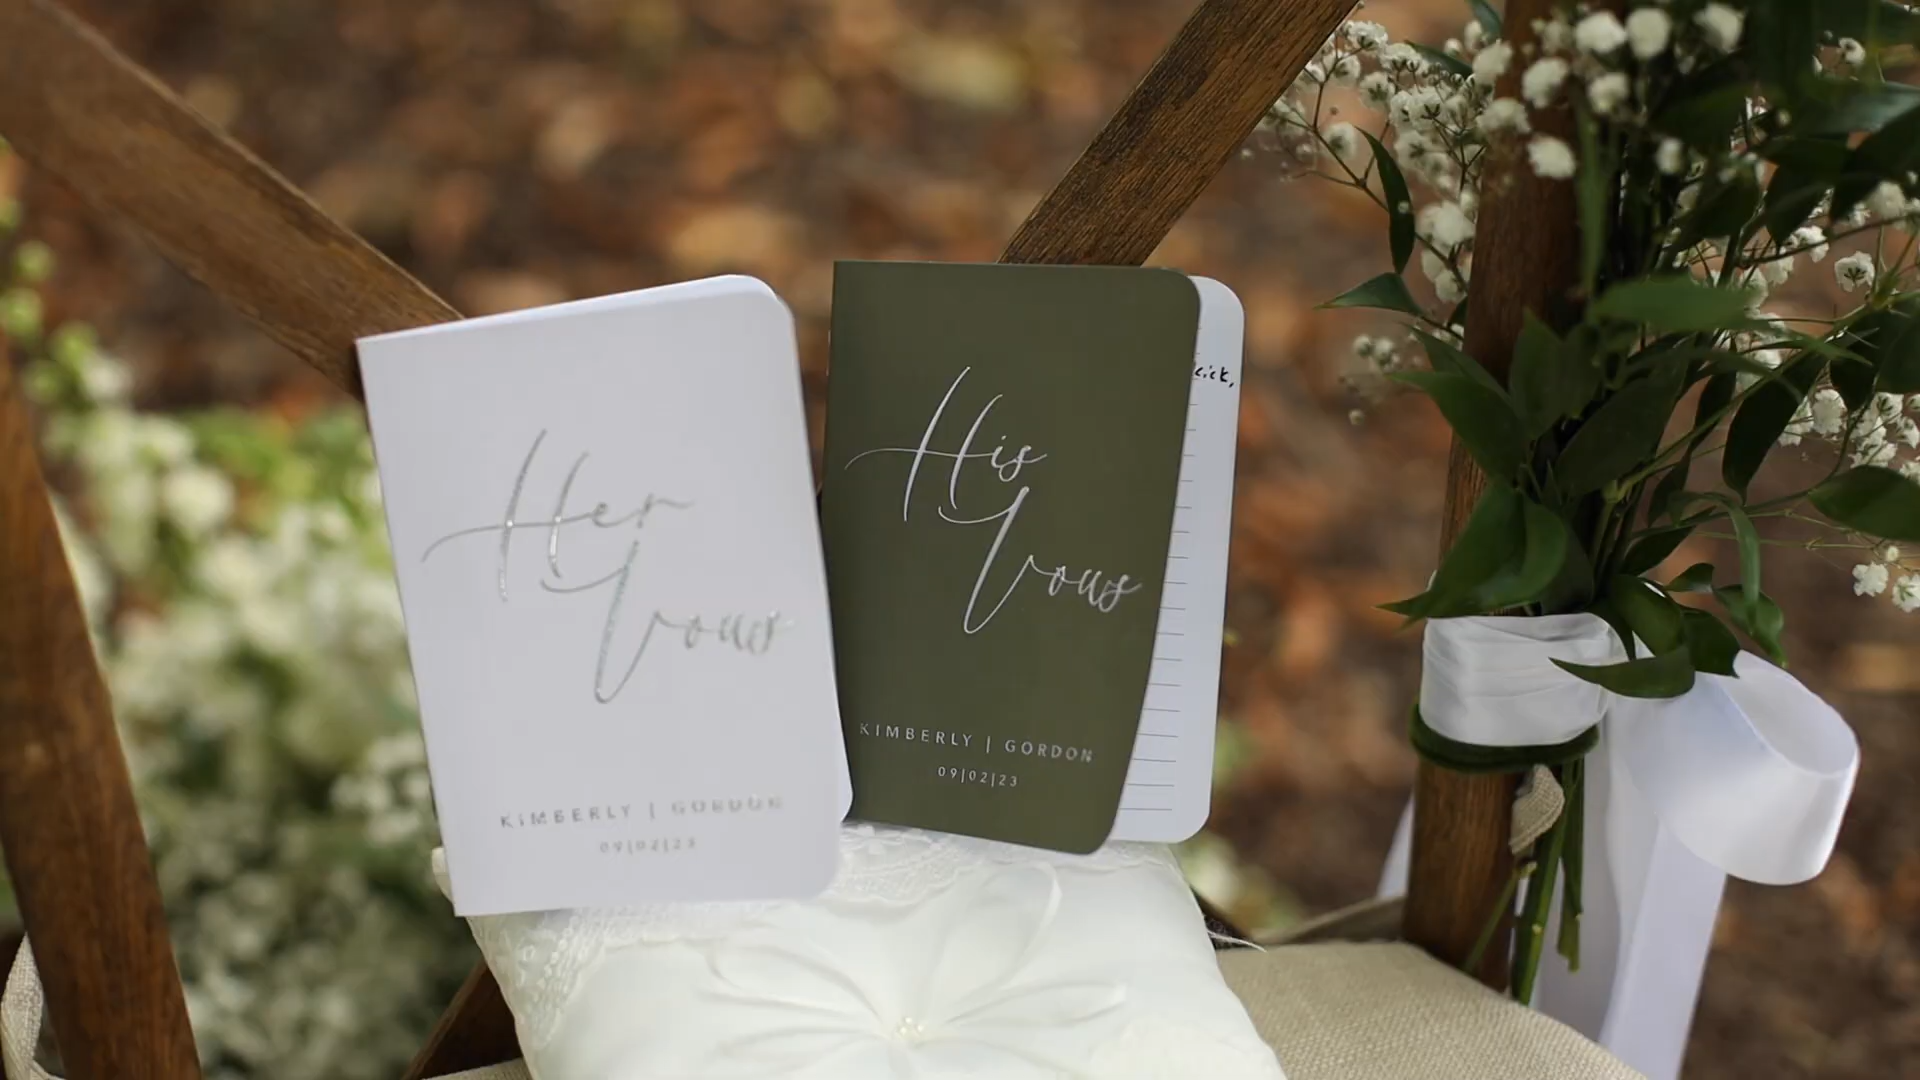 Her
Vows
KIMBERLY | GORDON
09|02|23
His
Vows
KIMBERLY | GORDON
09|02|23